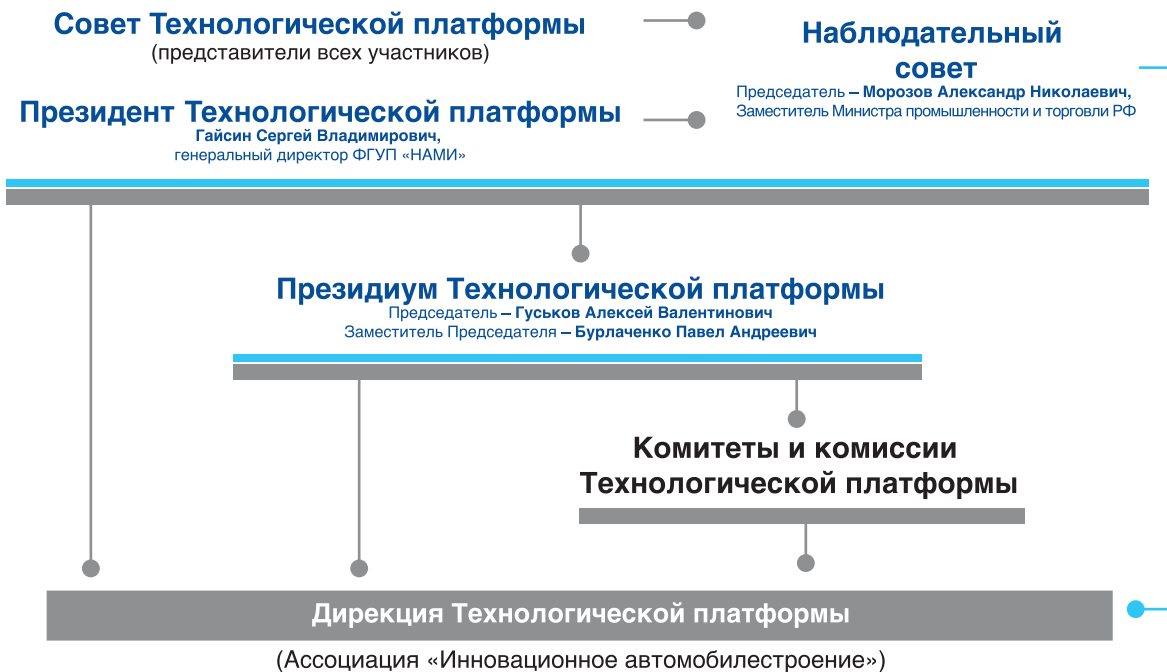 Совет Технологической платформы
(представители всех участников)
Наблюдательный
совет
Председатель – Морозов Александр Николаевич,
Заместитель Министра промышленности и торговли РФ
Президент Технологической платформы
Гайсин Сергей Владимирович,
генеральный директор ФГУП «НАМИ»
Президиум Технологической платформы
Председатель – Гуськов Алексей Валентинович
Заместитель Председателя – Бурлаченко Павел Андреевич
Комитеты и комиссии
Технологической платформы
Дирекция Технологической платформы
(Ассоциация «Инновационное автомобилестроение»)